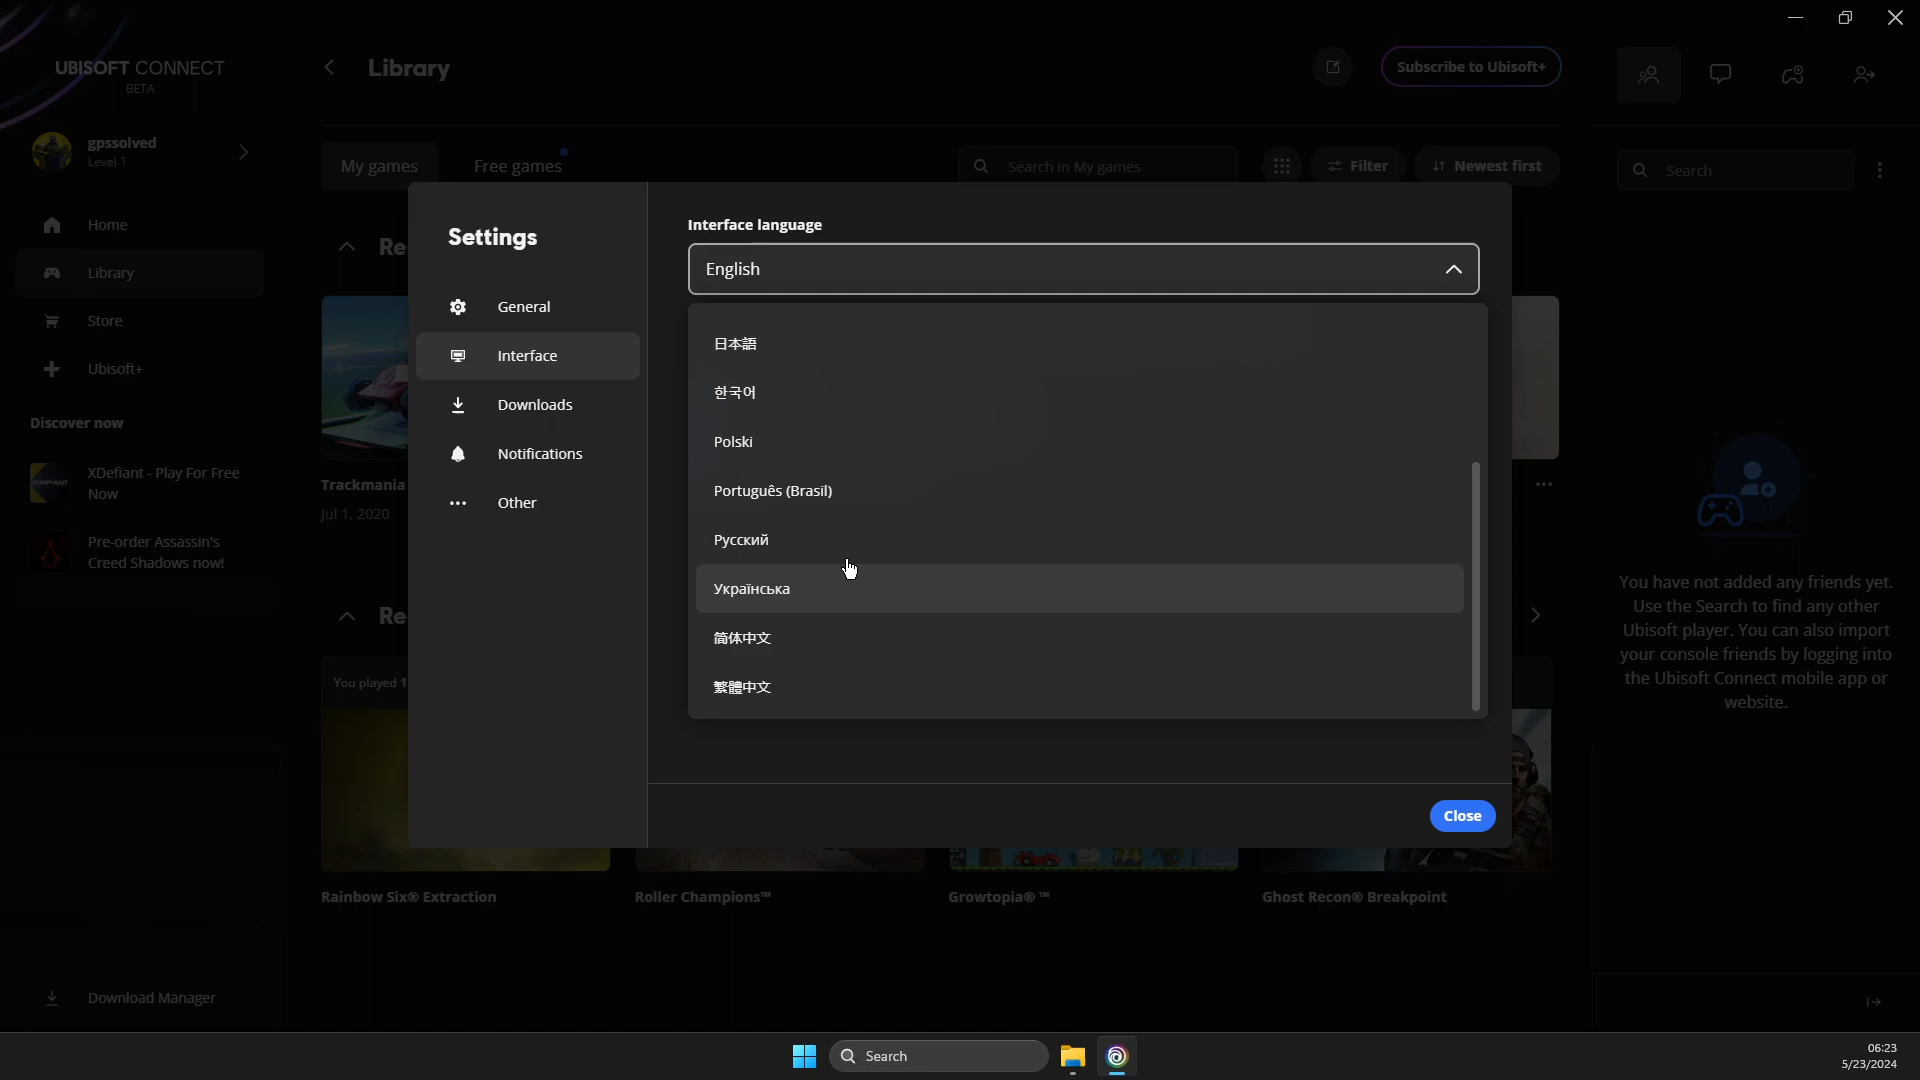 UBISOFT CONNECT
BETA
Library
Subscribe to Ubisoft+
gpssolved
Level 1
My games
Free games
Search in My games
Filter
Newest first
Search
Home
Library
Store
Ubisoft+
Discover now
XDefiant - Play For Free
Now
Pre-order Assassin's
Creed Shadows now!
Download Manager
Re
Trackmania
Jul 1, 2020
Re
You played 1
Settings
General
Interface
Downloads
Notifications
Other
Interface language
English
日本語
한국어
Polski
Português (Brasil)
Русский
Українська
简体中文
繁體中文
Close
Rainbow Six® Extraction
Roller Champions™
Growtopia® ™
Ghost Recon® Breakpoint
You have not added any friends yet.
Use the Search to find any other
Ubisoft player. You can also import
your console friends by logging into
the Ubisoft Connect mobile app or
website.
Search
06:23
5/23/2024